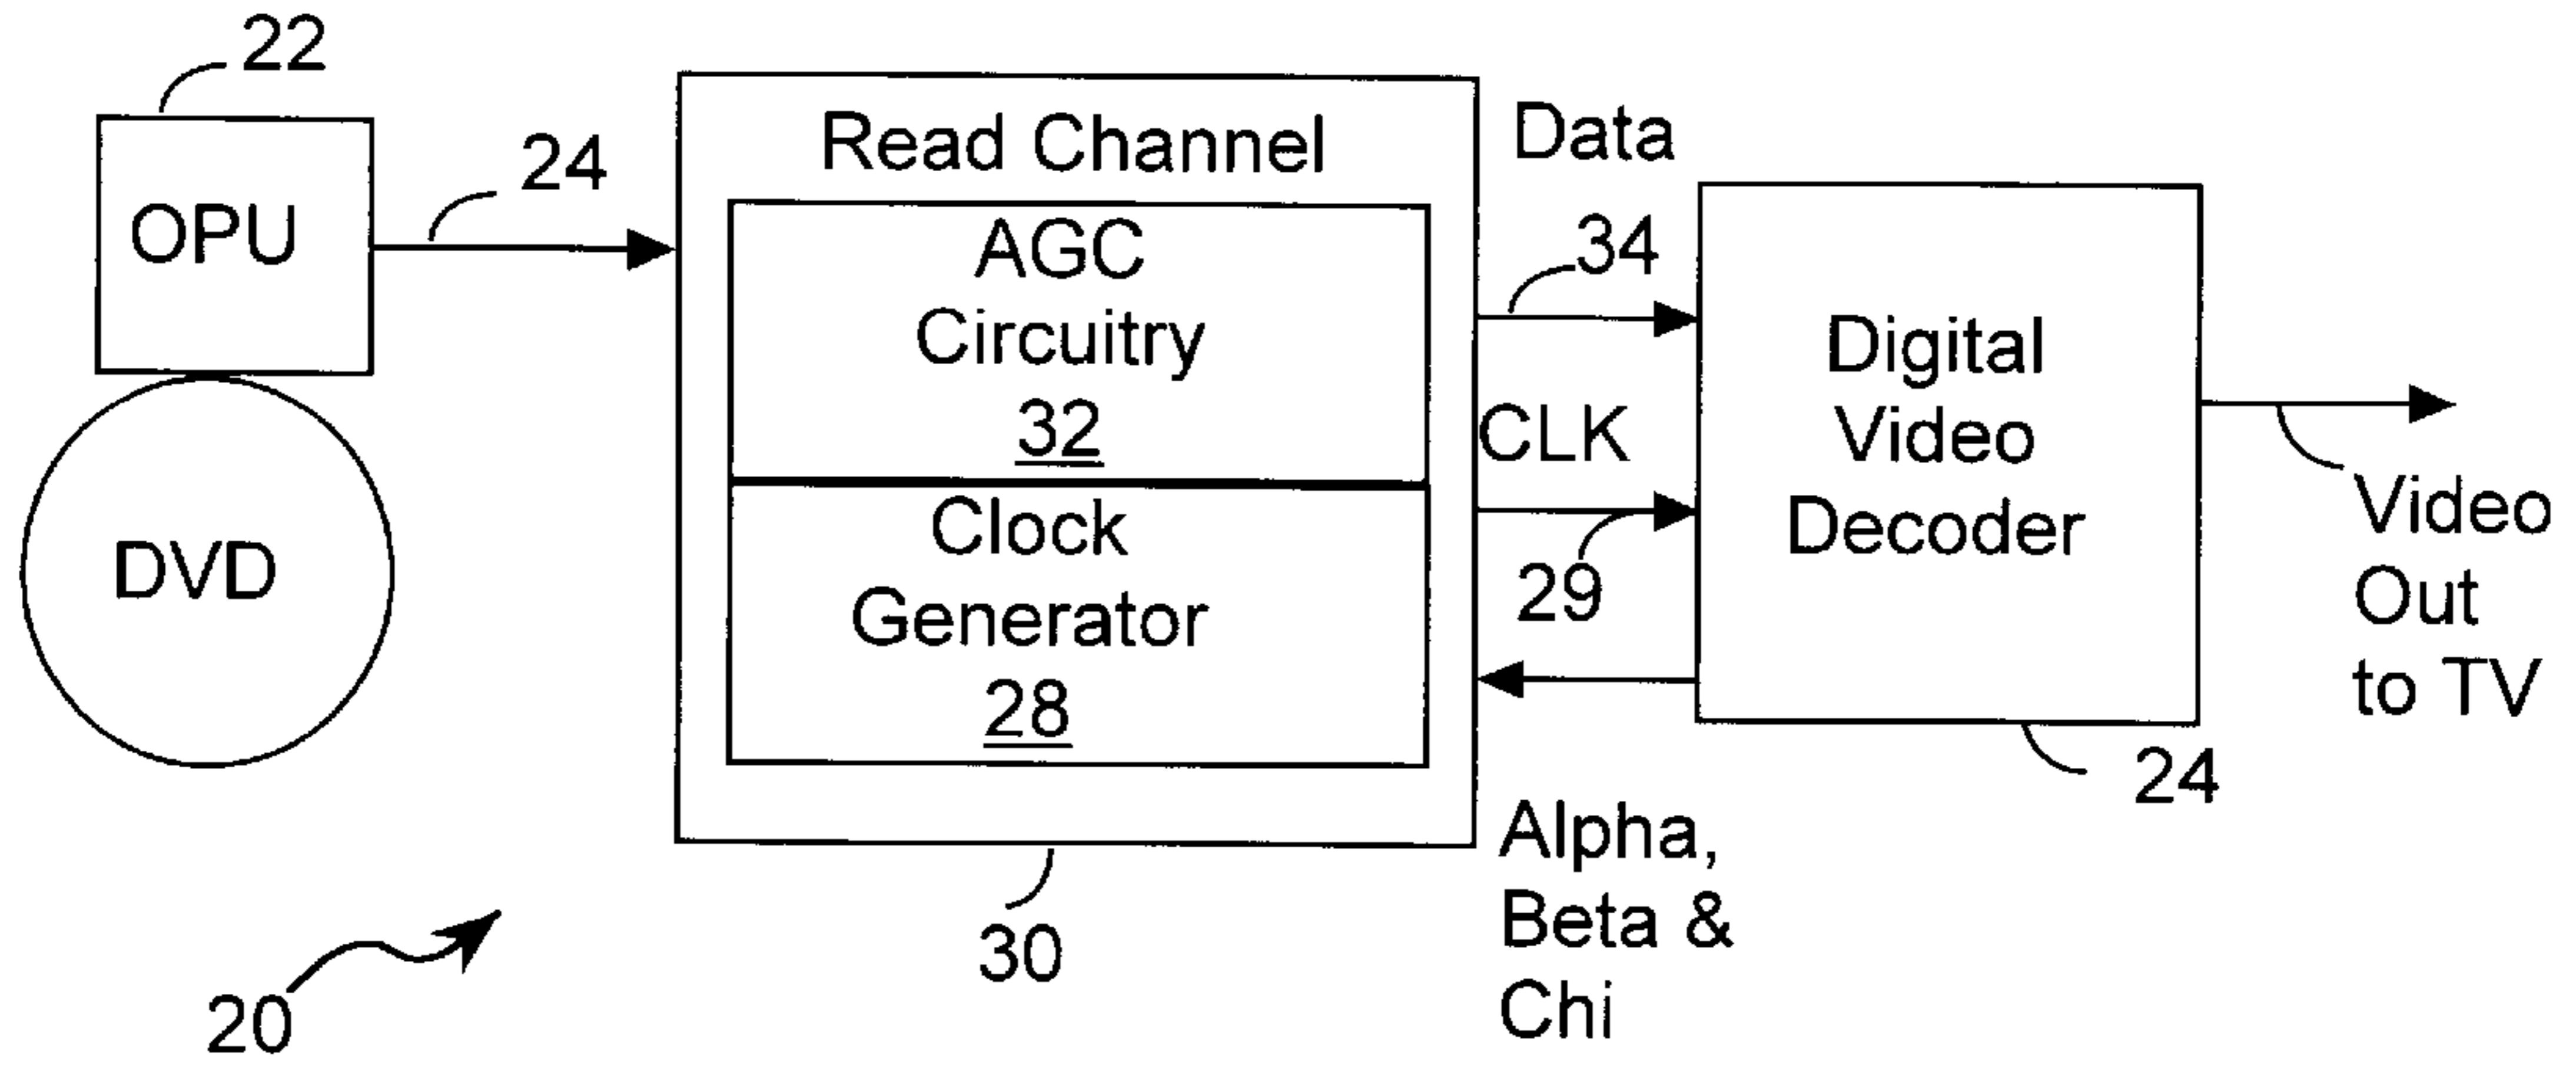 22
OPU
24
DVD
20
Read Channel
AGC
Circuitry
32
Clock
Generator
28
30
Data
34
CLK
29
Alpha,
Beta &
Chi
Digital
Video
Decoder
24
Video
Out
to TV